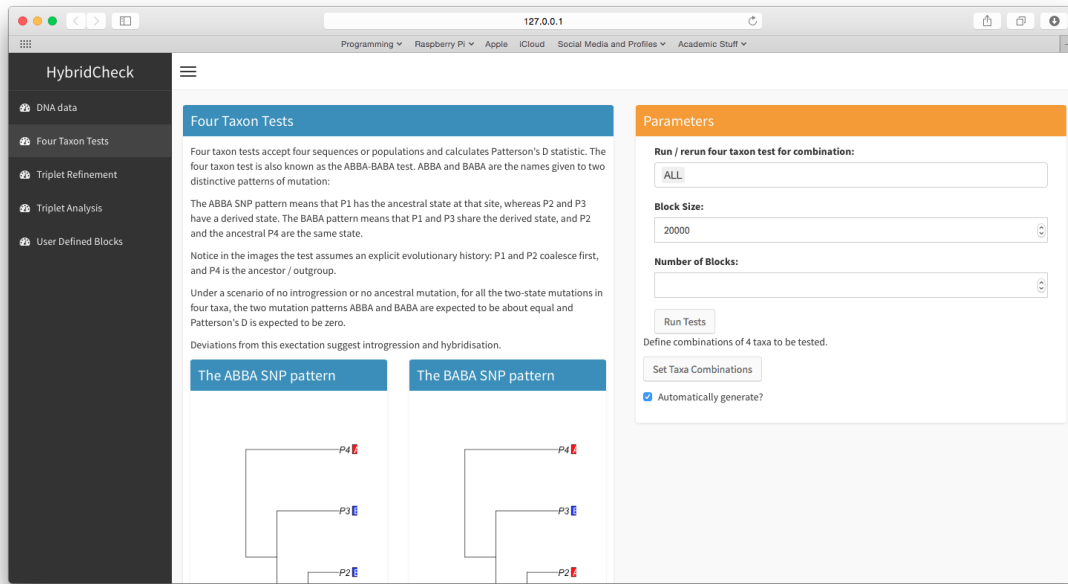 127.0.0.1
Programming
Raspberry Pi
Apple
iCloud
Social Media and Profiles
Academic Stuff
HybridCheck
DNA data
Four Taxon Tests
Triplet Refinement
Triplet Analysis
User Defined Blocks
Four Taxon Tests
Four taxon tests accept four sequences or populations and calculates Patterson's D statistic. The
four taxon test is also known as the ABBA-BABA test. ABBA and BABA are the names given to two
distinctive patterns of mutation:
The ABBA SNP pattern means that P1 has the ancestral state at that site, whereas P2 and P3
have a derived state. The BABA pattern means that P1 and P3 share the derived state, and P2
and the ancestral P4 are the same state.
Notice in the images the test assumes an explicit evolutionary history: P1 and P2 coalesce first,
and P4 is the ancestor / outgroup.
Under a scenario of no introgression or no ancestral mutation, for all the two-state mutations in
four taxa, the two mutation patterns ABBA and BABA are expected to be about equal and
Patterson's D is expected to be zero.
Deviations from this exectation suggest introgression and hybridisation.
The ABBA SNP pattern
P4 A
P3 B
P2 B
The BABA SNP pattern
P4 A
P3 B
P2 A
Parameters
Run / rerun four taxon test for combination:
ALL
Block Size:
20000
Number of Blocks:
Run Tests
Define combinations of 4 taxa to be tested.
Set Taxa Combinations
Automatically generate?